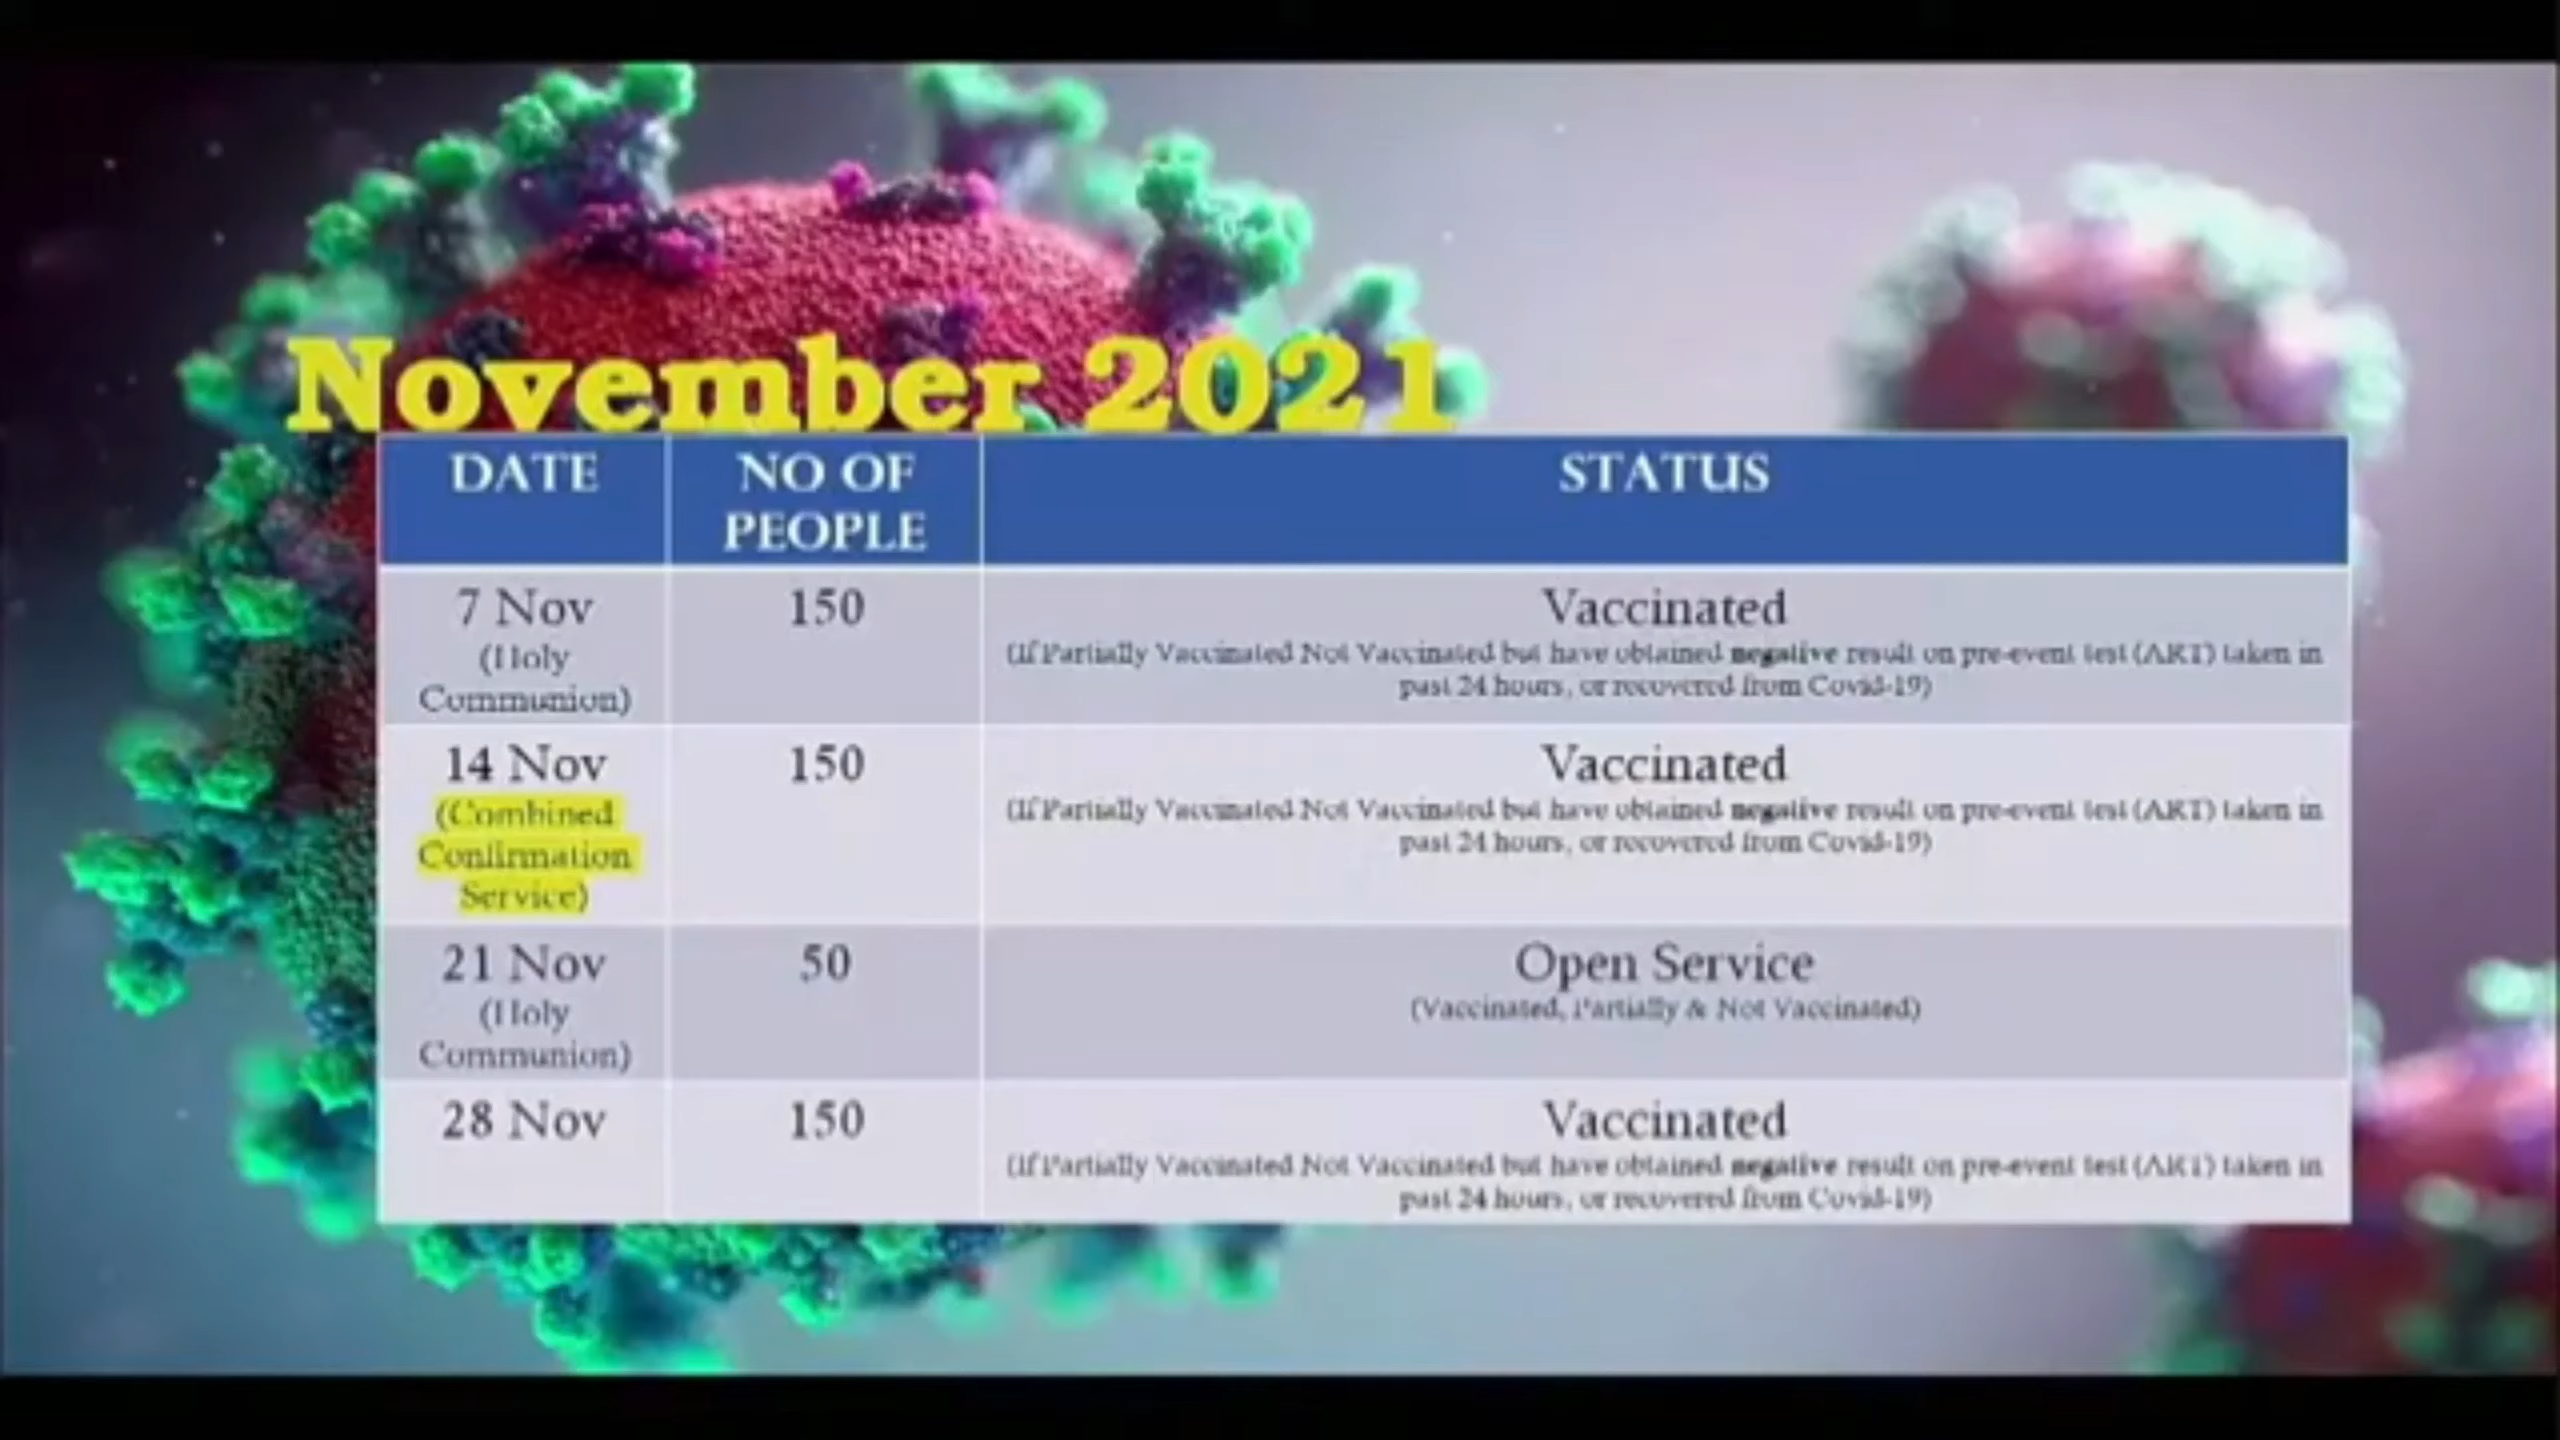 November 2021
DATE
NO OF
PEOPLE
STATUS
7 Nov
(Holy
Communion)
150
Vaccinated
(If Partially Vaccinated Not Vaccinated but have obtained negative result on pre-event test (ART) taken in
past 24 hours, or recovered from Covid-19)
14 Nov
(Combined
Confirmation
Service)
150
Vaccinated
(If Partially Vaccinated Not Vaccinated but have obtained negative result on pre-event test (ART) taken in
past 24 hours, or recovered from Covid-19)
21 Nov
(Holy
Communion)
50
Open Service
(Vaccinated, Partially & Not Vaccinated)
28 Nov
150
Vaccinated
(If Partially Vaccinated Not Vaccinated but have obtained negative result on pre-event test (ART) taken in
past 24 hours, or recovered from Covid-19)